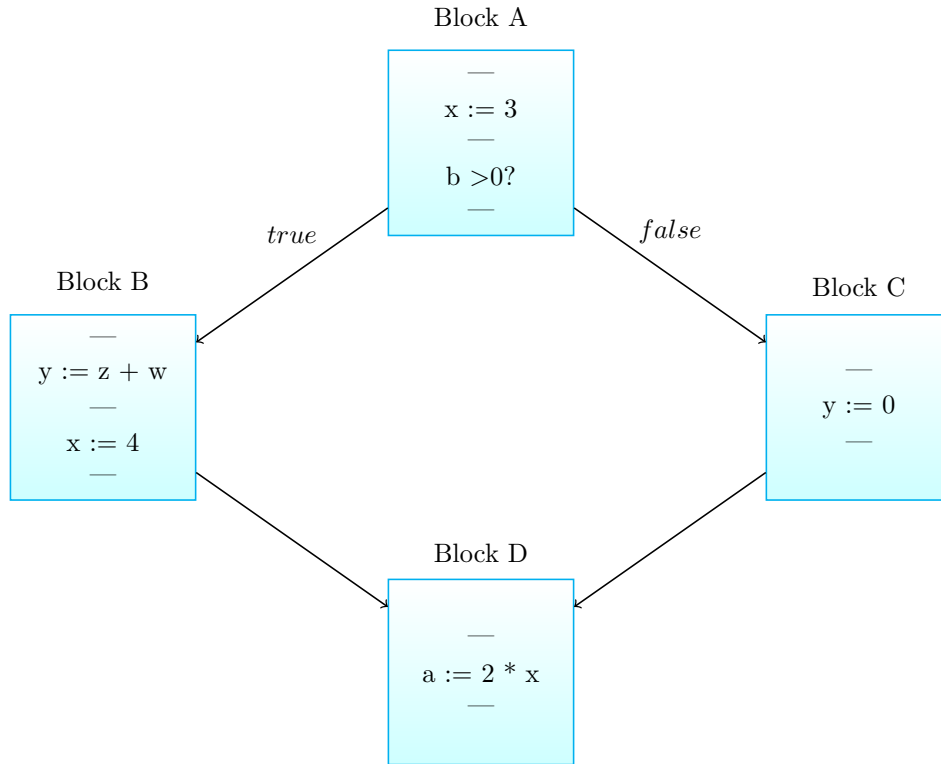 Block A
—
x := 3
—
b >0?
—
true
false
Block B
—
y := z + w
—
x := 4
—
Block C
—
y := 0
—
Block D
—
a := 2 * x
—